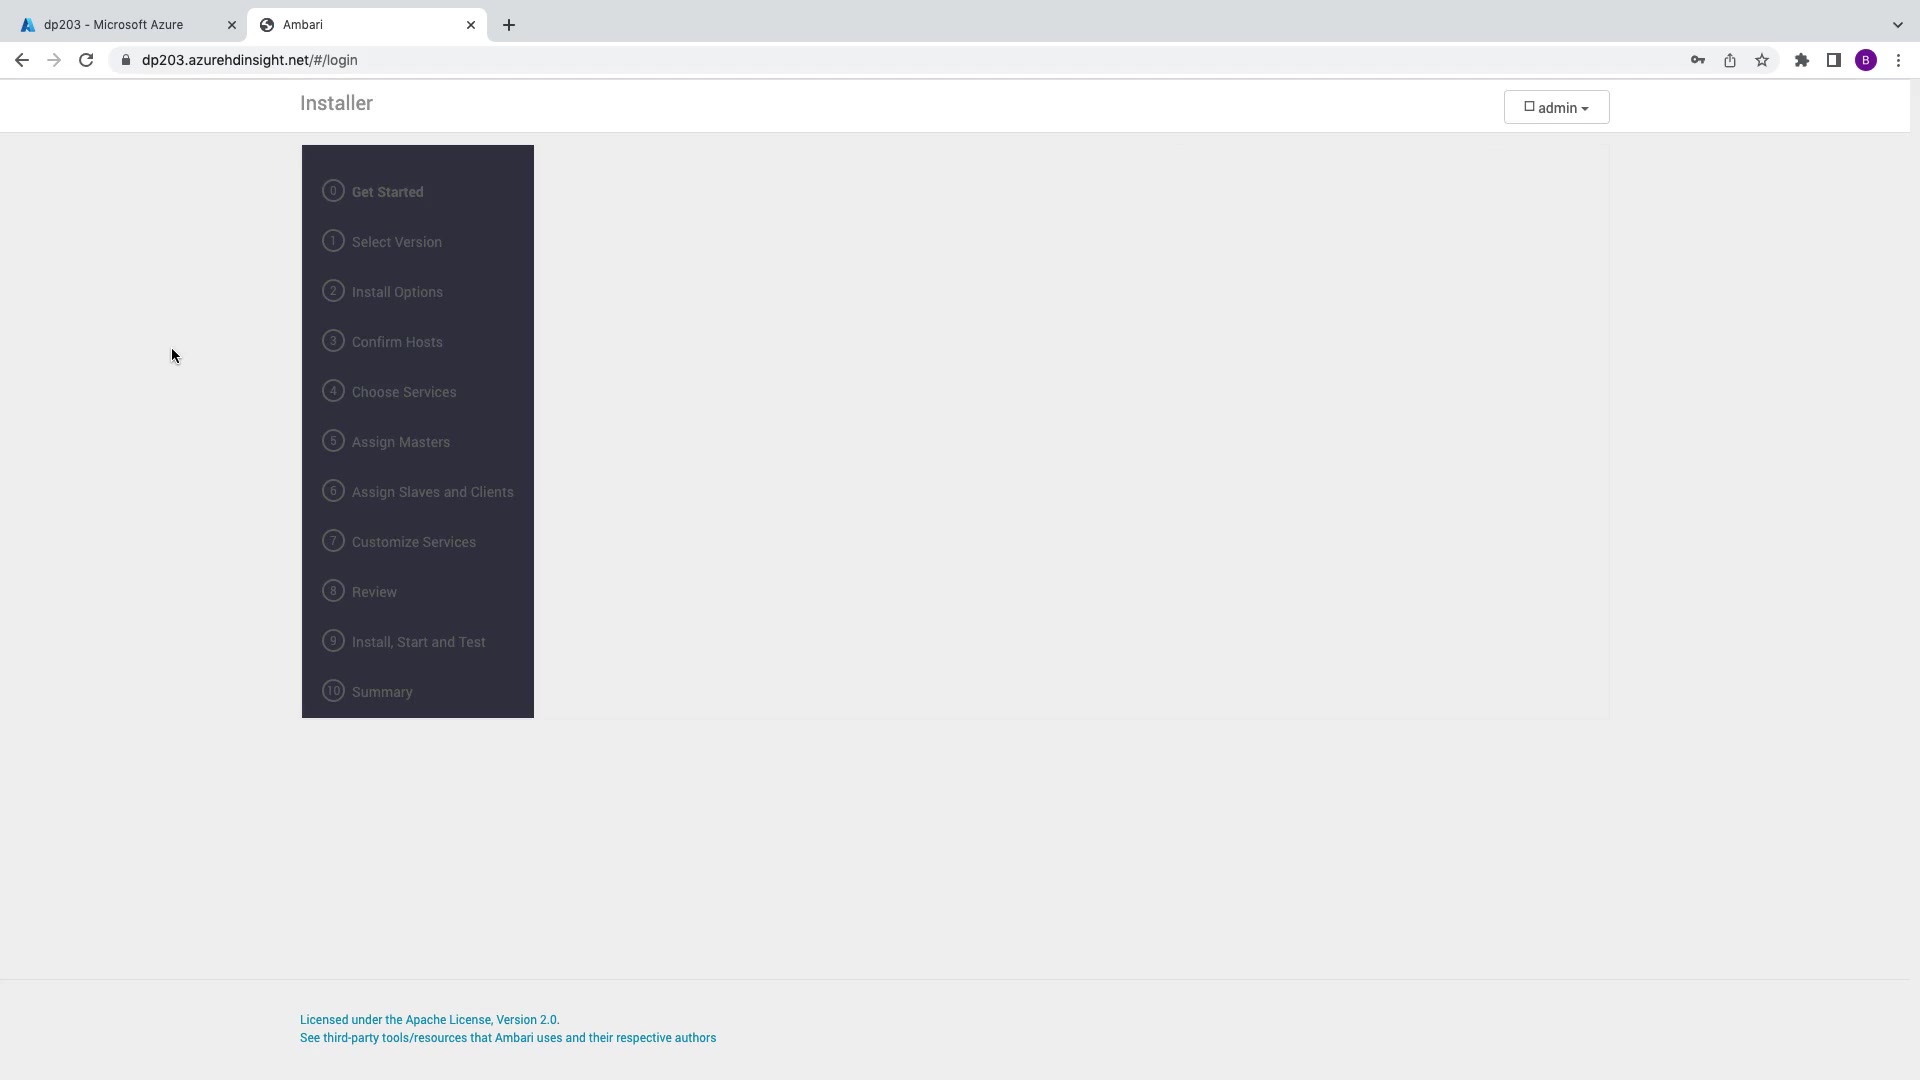 dp203 - Microsoft Azure
Ambari
dp203.azurehdinsight.net/#/login
B
Installer
admin
0 Get Started
1 Select Version
2 Install Options
3 Confirm Hosts
4 Choose Services
5 Assign Masters
6 Assign Slaves and Clients
7 Customize Services
8 Review
9 Install, Start and Test
10 Summary
Licensed under the Apache License, Version 2.0.
See third-party tools/resources that Ambari uses and their respective authors